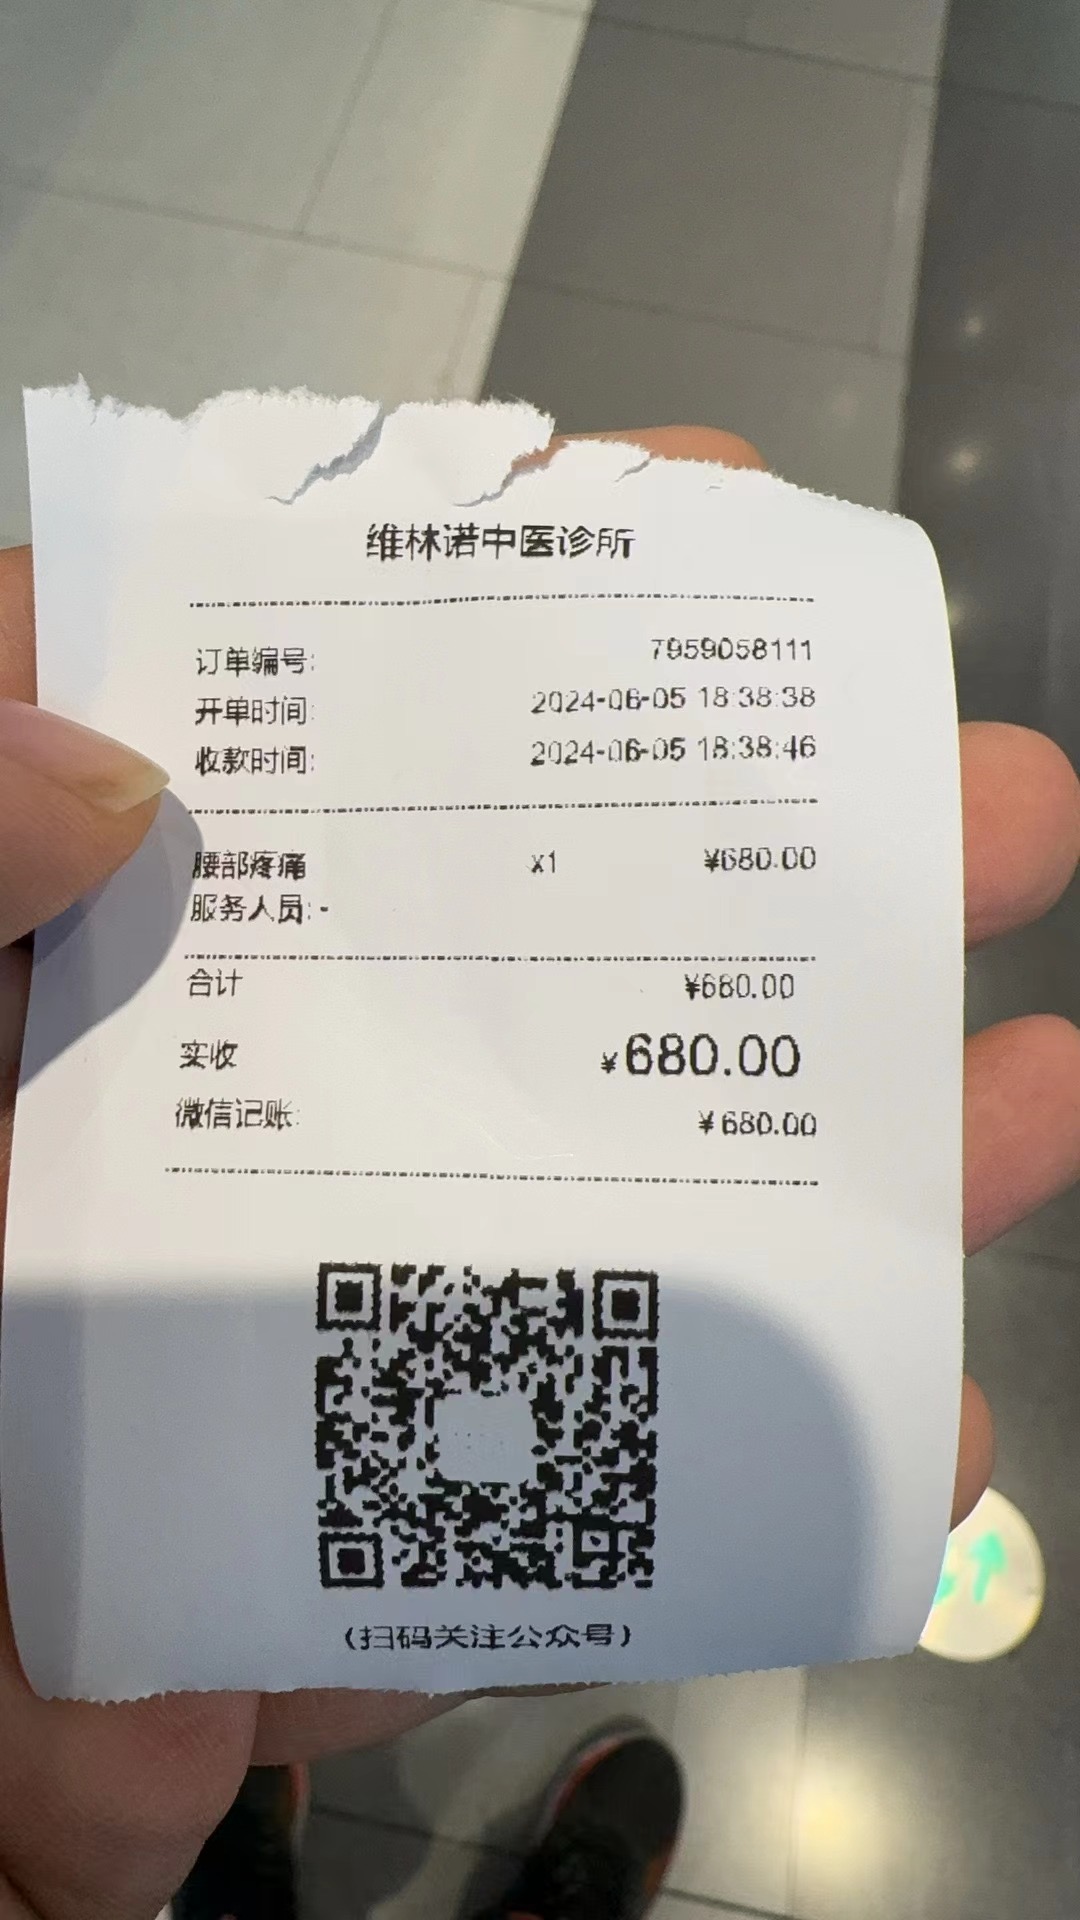 维林诺中医诊所
订单编号: 7959058111
开单时间: 2024-06-05 18:38:38
收款时间: 2024-06-05 18:38:46
腰部疼痛 x1 ¥680.00
服务人员: -
合计 ¥680.00
实收 ¥680.00
微信记账: ¥680.00
(扫码关注公众号)